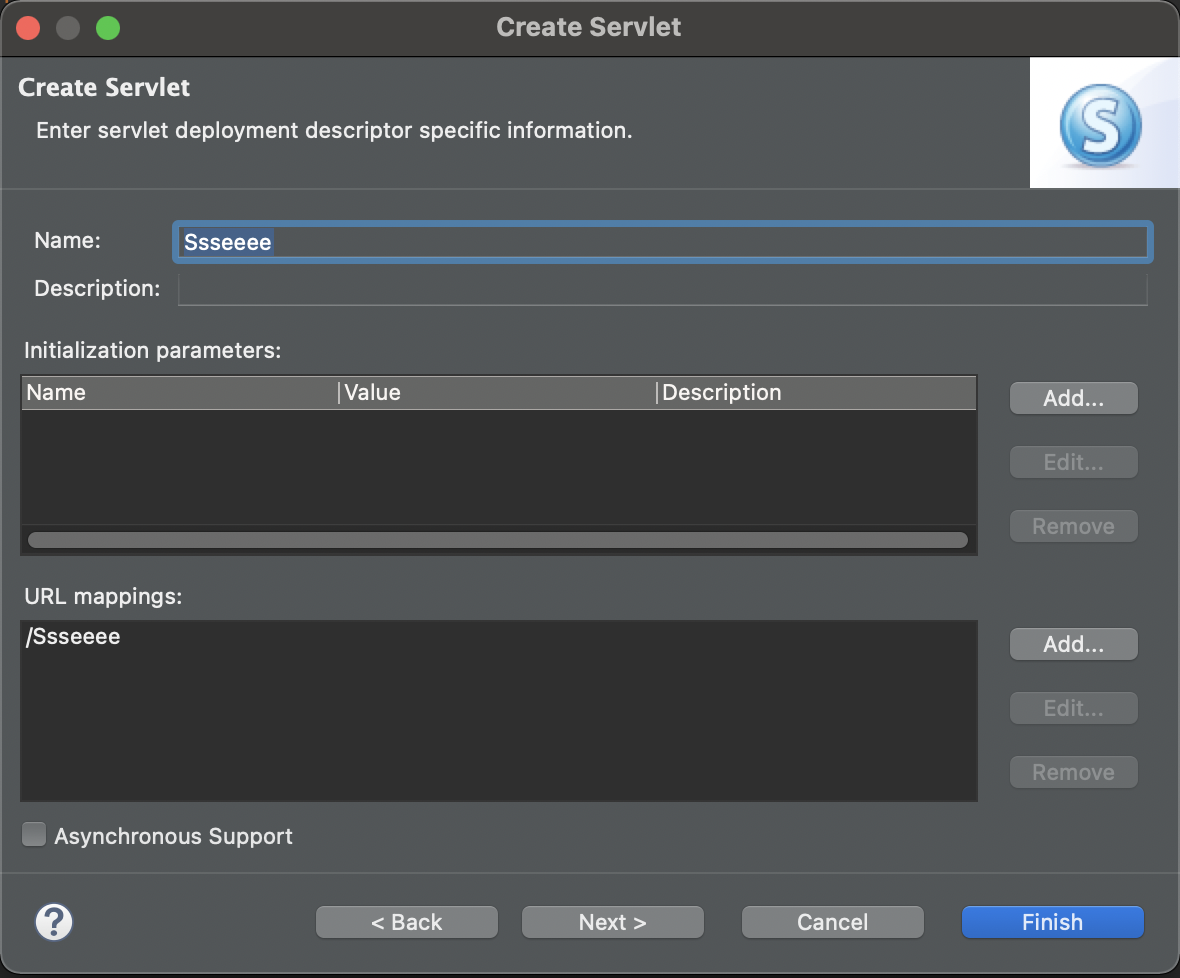 Create Servlet
Create Servlet
S
Enter servlet deployment descriptor specific information.
Name: Ssseeee
Description:
Initialization parameters:
Name Value Description
Add...
Edit...
Remove
URL mappings:
/Ssseeee
Add...
Edit...
Remove
Asynchronous Support
? < Back Next > Cancel Finish